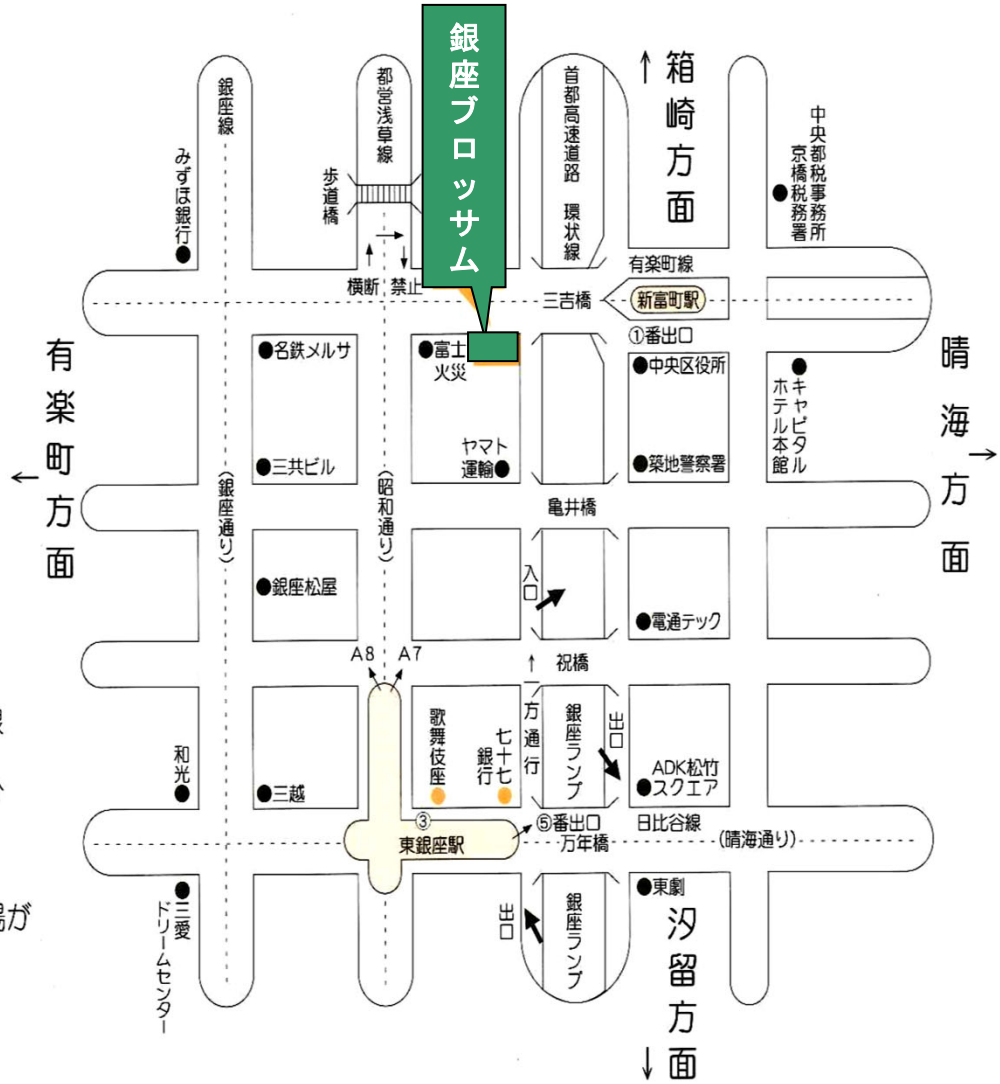 銀座ブロッサム
銀座線
都営浅草線
首都高速道路 環状線
↑箱崎方面
中央都税事務所
京橋税務署
みずほ銀行
歩道橋
横断 禁止
有楽町線
三吉橋
新富町駅
①番出口
名鉄メルサ
富士
火災
中央区役所
キャピタル
ホテル本館
有楽町方面
←
晴海方面
→
三共ビル
ヤマト
運輸
築地警察署
(銀座通り)
(昭和通り)
亀井橋
銀座松屋
入口
電通テック
A8
A7
祝橋
↑一方通行
歌舞伎座
七十七
銀行
銀座ランプ
出口
ADK松竹
スクエア
和光
三越
③
⑤番出口
日比谷線
東銀座駅
万年橋
(晴海通り)
三愛
ドリームセンター
出口
銀座ランプ
東劇
汐留方面
↓
場が